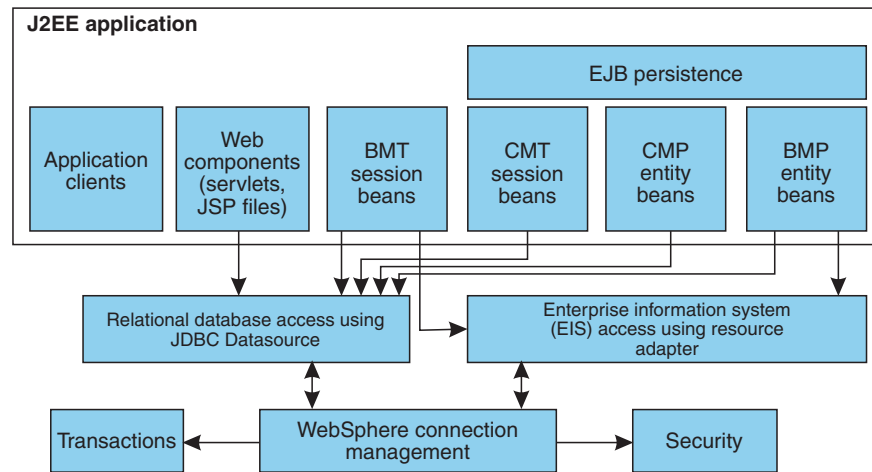 J2EE application
EJB persistence
Application
clients
Web
components
(servlets,
JSP files)
BMT
session
beans
CMT
session
beans
CMP
entity
beans
BMP
entity
beans
Relational database access using
JDBC Datasource
Enterprise information system
(EIS) access using resource
adapter
Transactions
WebSphere connection
management
Security